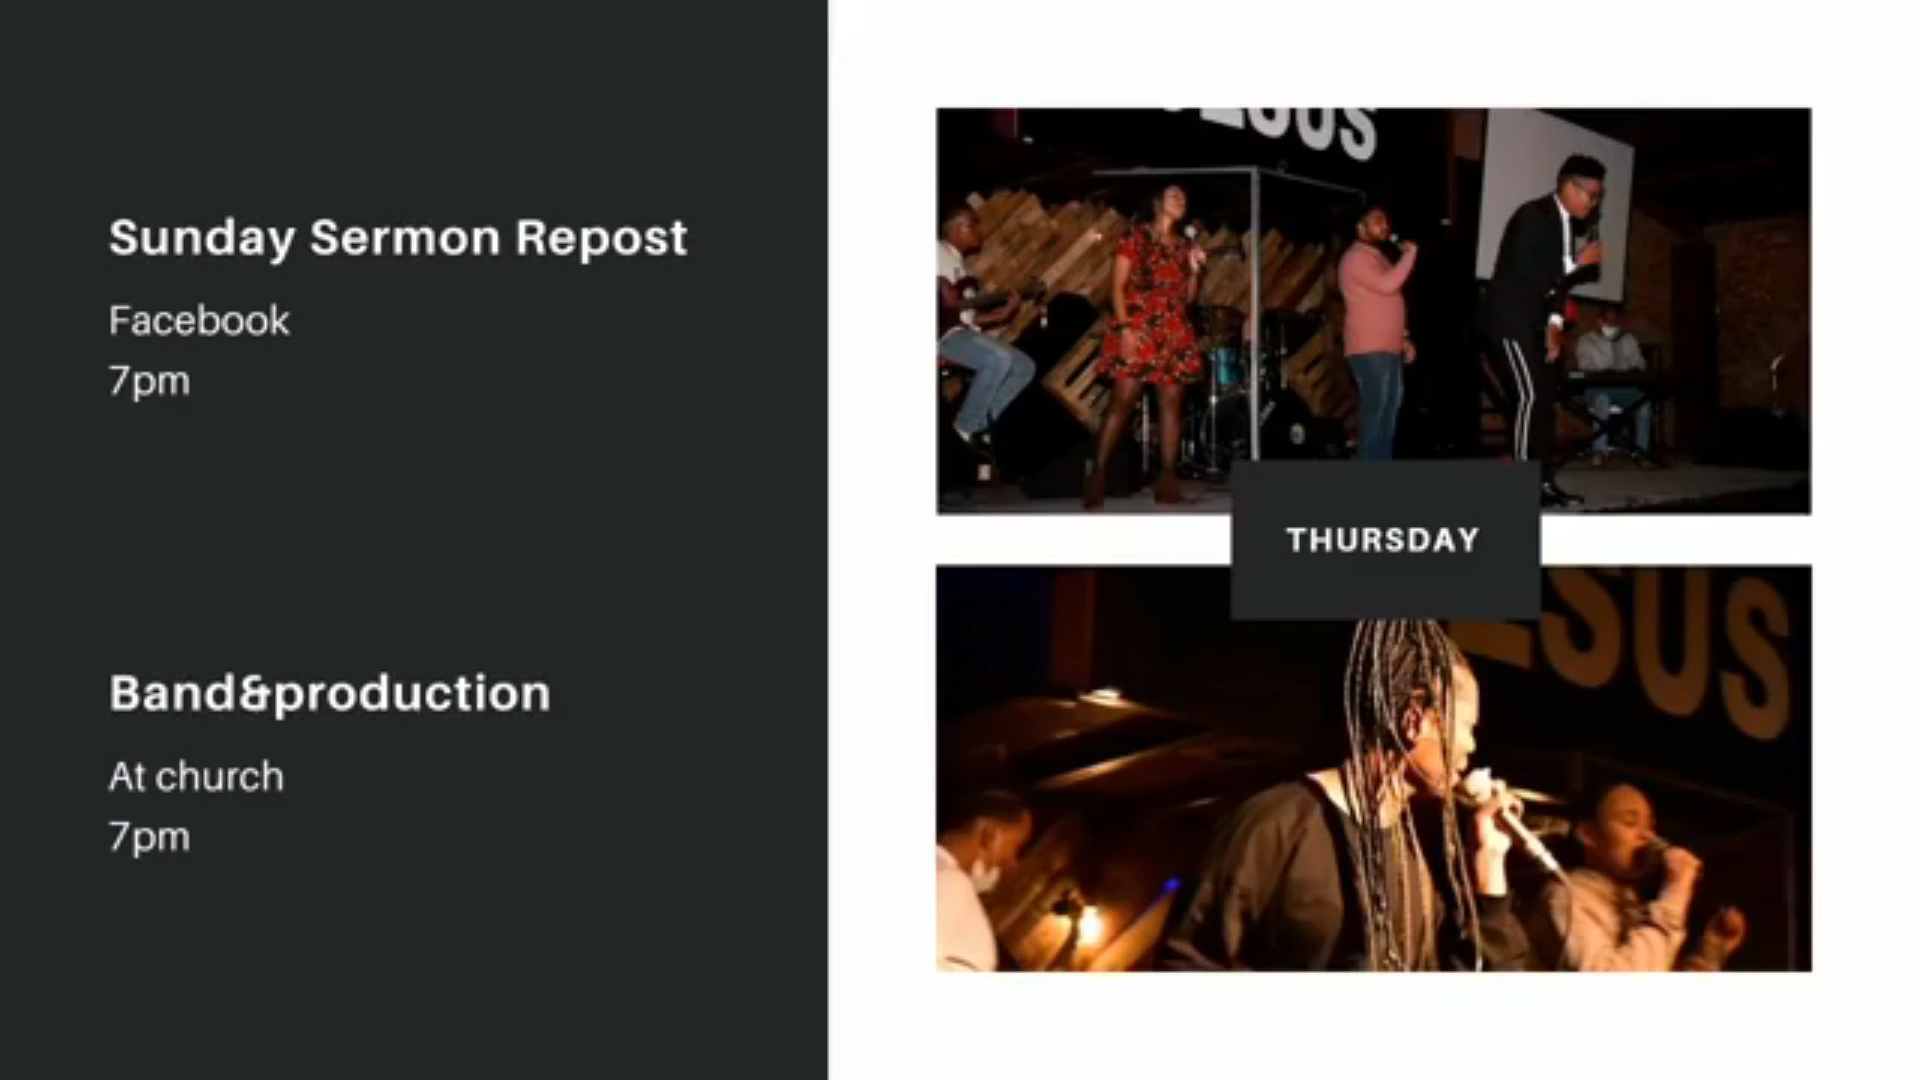 Sunday Sermon Repost
Facebook
7pm
Band&production
At church
7pm
THURSDAY